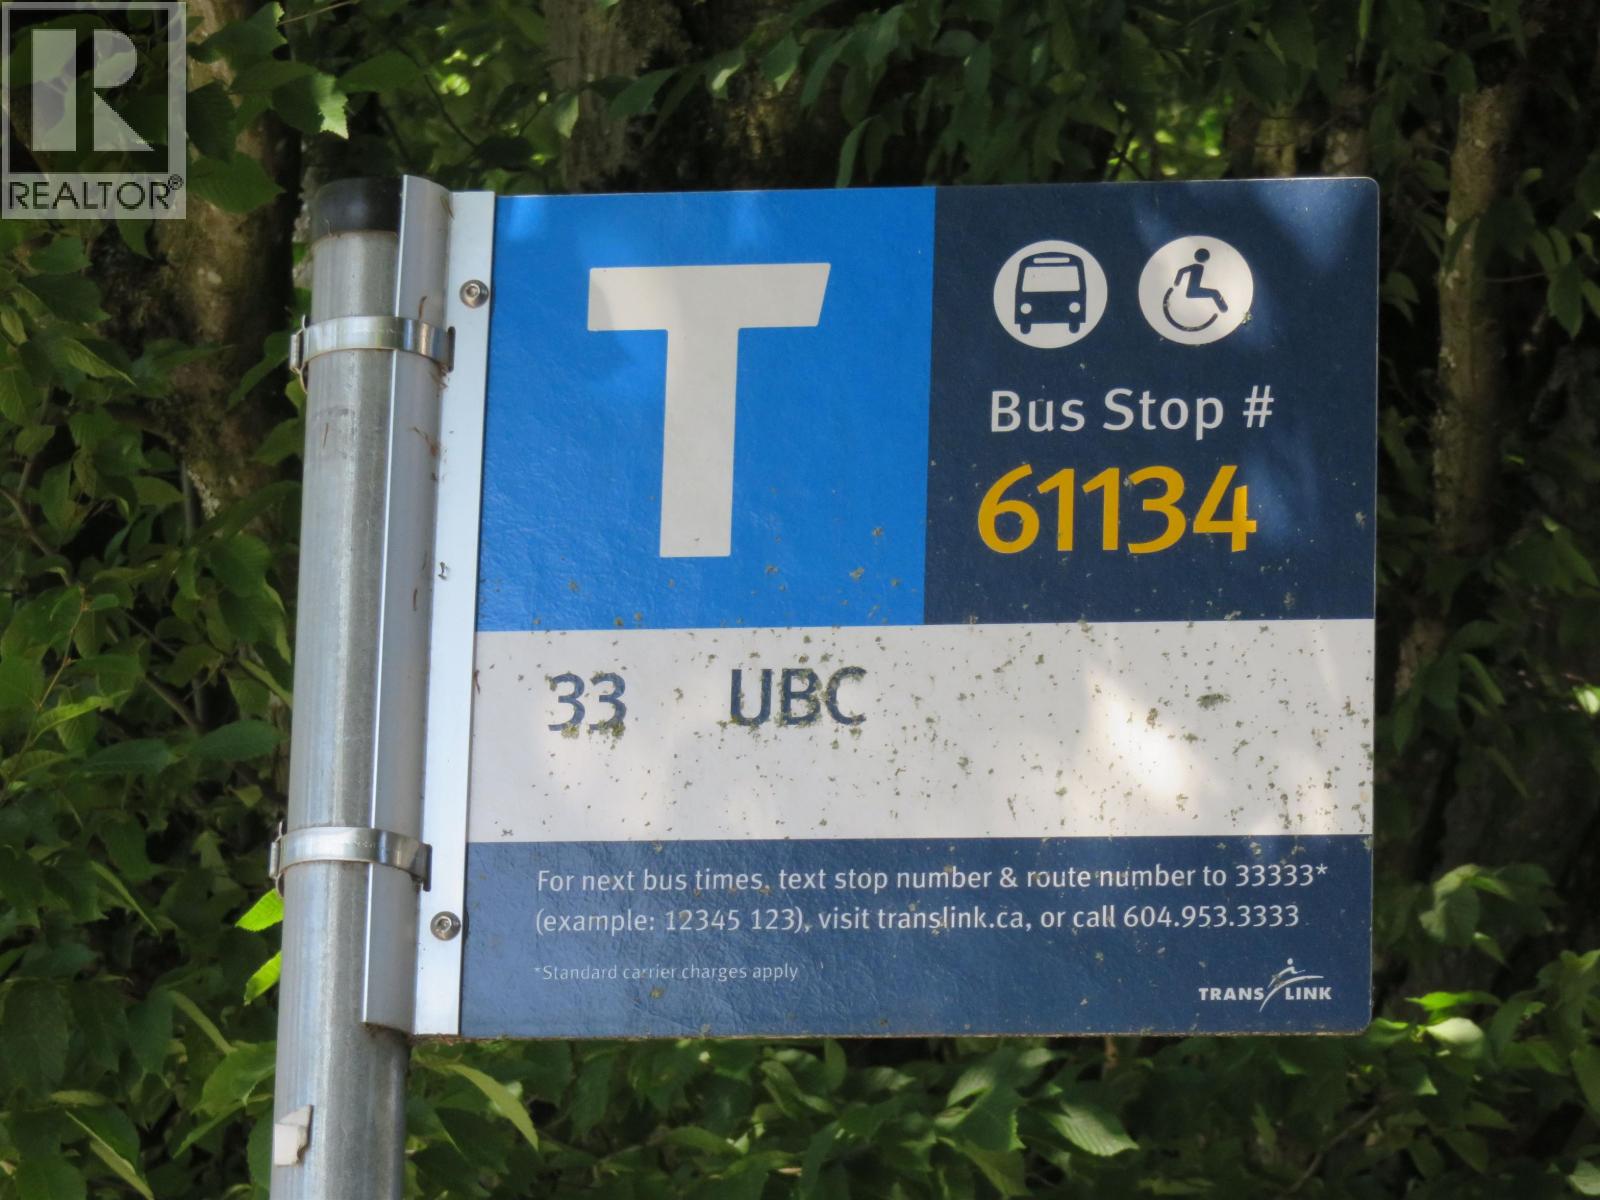 REALTOR®
T
Bus Stop #
61134
33 UBC
For next bus times, text stop number & route number to 33333*
(example: 12345 123), visit translink.ca, or call 604.953.3333
*Standard carrier charges apply
TRANS LINK